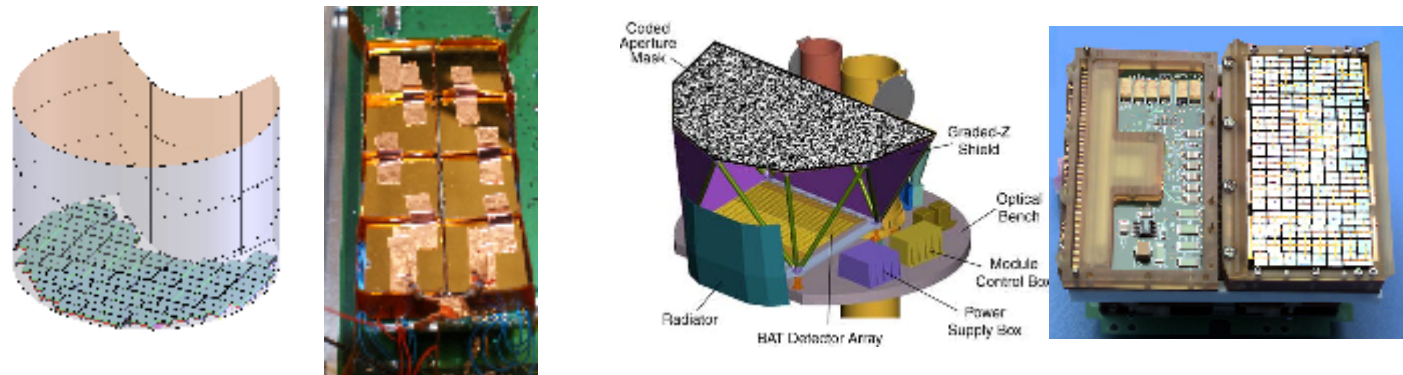 Coded
Aperture
Mask
Graded-Z
Shield
Optical
Bench
Module
Control Box
Power
Supply Box
BAT Detector Array
Radiator